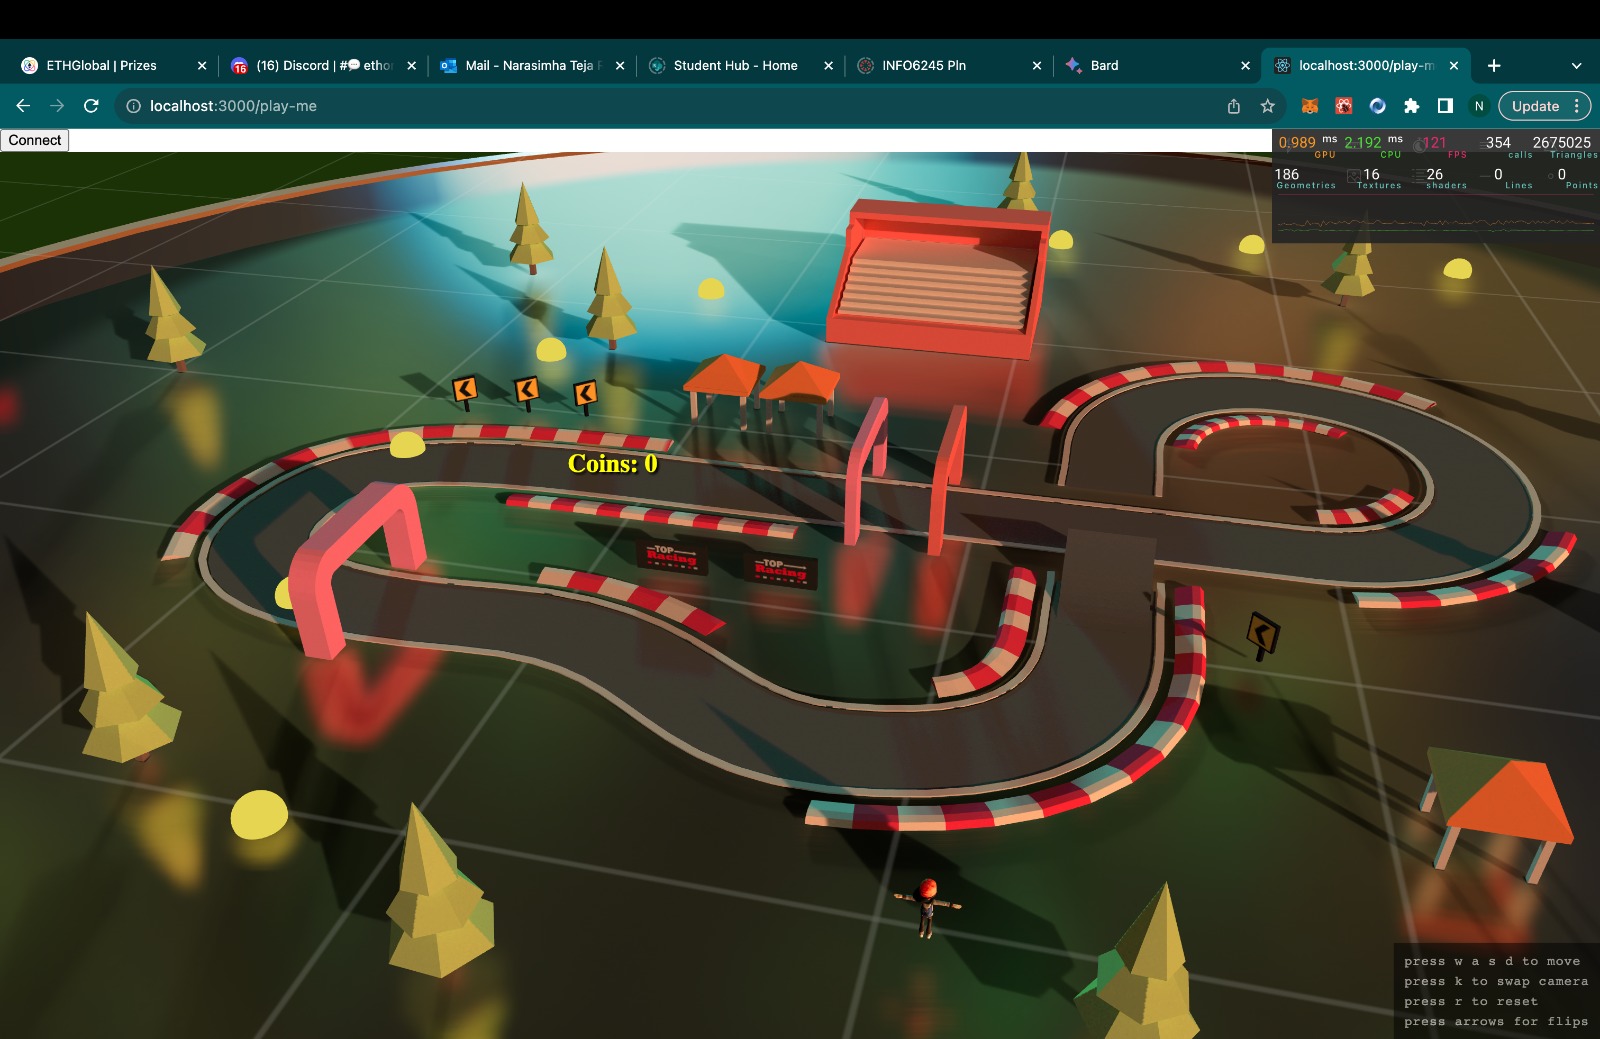 ETHGlobal | Prizes
(16) Discord | #💬 etho
Mail - Narasimha Teja
Student Hub - Home
INFO6245 Pln
Bard
localhost:3000/play-m
localhost:3000/play-me
N
Update
Connect
0.989 ms GPU
2.192 ms CPU
121 FPS
354 calls
2675025 Triangles
186 Geometries
16 Textures
26 shaders
0 Lines
0 Points
Coins: 0
TOP
Racing
TOP
Racing
press w a s d to move
press k to swap camera
press r to reset
press arrows for flips